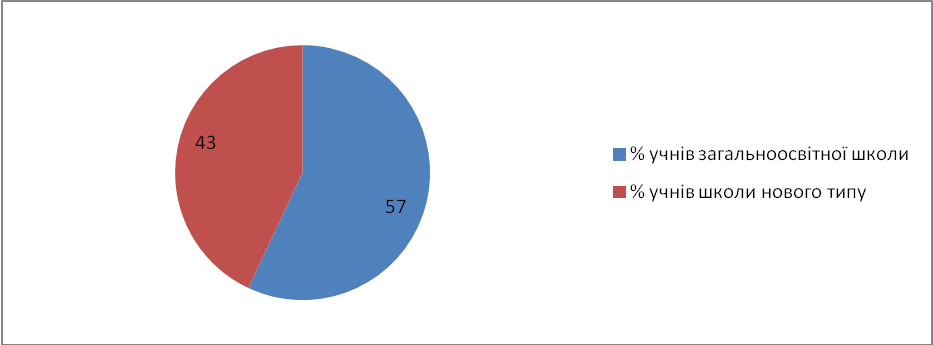 43
57
% учнів загальноосвітної школи
% учнів школи нового типу